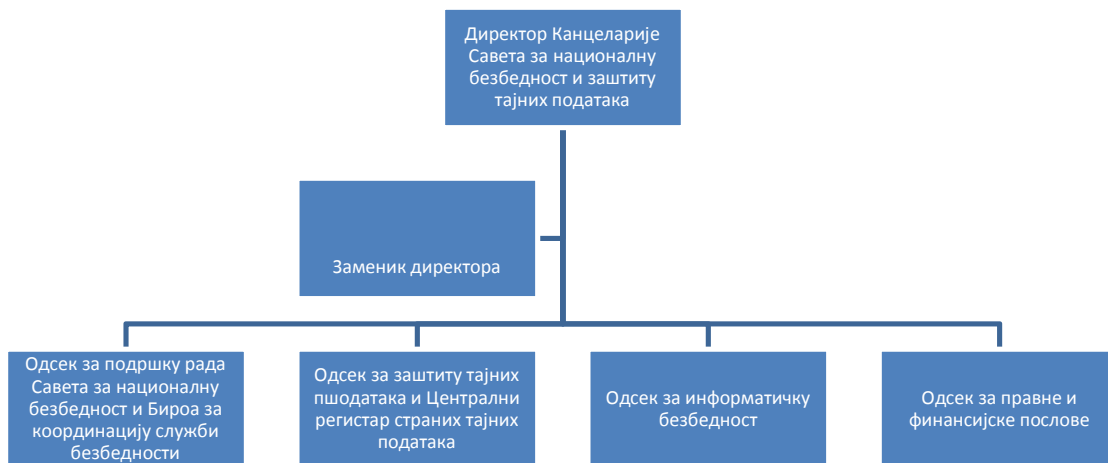 Директор Канцеларије
Савета за националну
безбедност и заштиту
тајних података
Заменик директора
Одсек за подршку рада
Савета за националну
безбедност и Бироа за
координацију служби
безбедности
Одсек за заштиту тајних
пшодатака и Централни
регистар страних тајних
података
Одсек за информатичку
безбедност
Одсек за правне и
финансијске послове